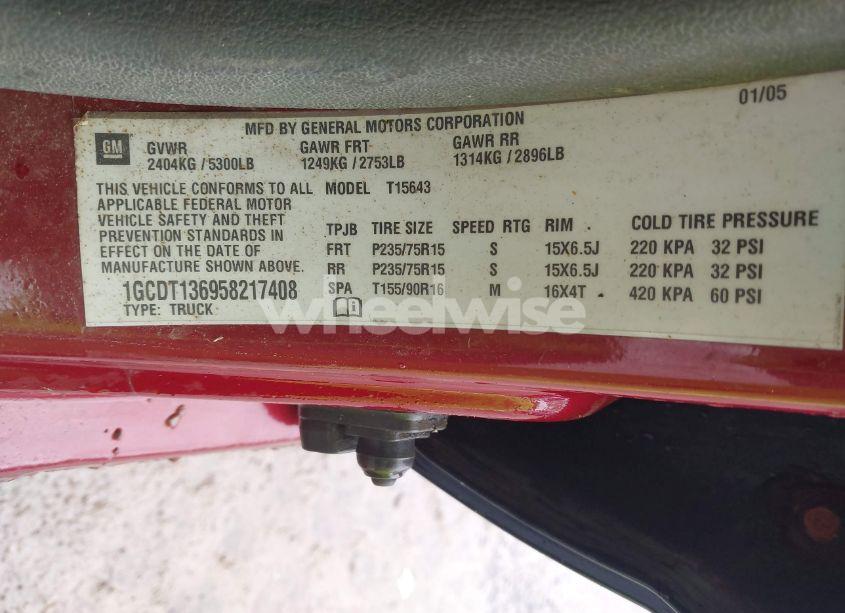 01/05
MFD BY GENERAL MOTORS CORPORATION
GM
GVWR GAWR FRT GAWR RR
2404KG / 5300LB 1249KG / 2753LB 1314KG / 2896LB
THIS VEHICLE CONFORMS TO ALL MODEL T15643
APPLICABLE FEDERAL MOTOR
VEHICLE SAFETY AND THEFT
PREVENTION STANDARDS IN
EFFECT ON THE DATE OF
MANUFACTURE SHOWN ABOVE.
1GCDT136958217408
TYPE: TRUCK
TPJB TIRE SIZE SPEED RTG RIM COLD TIRE PRESSURE
FRT P235/75R15 S 15X6.5J 220 KPA 32 PSI
RR P235/75R15 S 15X6.5J 220 KPA 32 PSI
SPA T155/90R16 M 16X4T 420 KPA 60 PSI
wheelwise